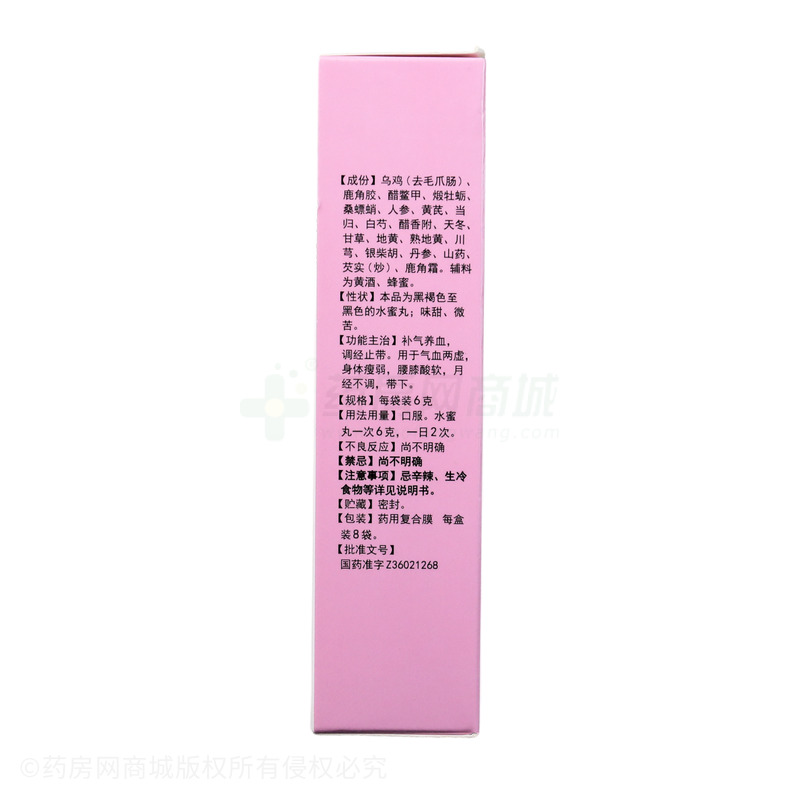 【成份】乌鸡(去毛爪肠)、
鹿角胶、醋鳖甲、煅牡蛎、
桑螵蛸、人参、黄芪、当
归、白芍、醋香附、天冬、
甘草、地黄、熟地黄、川
芎、银柴胡、丹参、山药、
芡实(炒)、鹿角霜。辅料
为黄酒、蜂蜜。
【性状】本品为黑褐色至
黑色的水蜜丸；味甜、微
苦。
【功能主治】补气养血，
调经止带。用于气血两虚，
身体瘦弱，腰膝酸软，月
经不调，带下。
【规格】每袋装6克
【用法用量】口服。水蜜
丸一次6克，一日2次。
【不良反应】尚不明确
【禁忌】尚不明确
【注意事项】忌辛辣、生冷
食物等详见说明书。
【贮藏】密封。
【包装】药用复合膜 每盒
装8袋。
【批准文号】
国药准字Z36021268
©药房网商城版权所有侵权必究